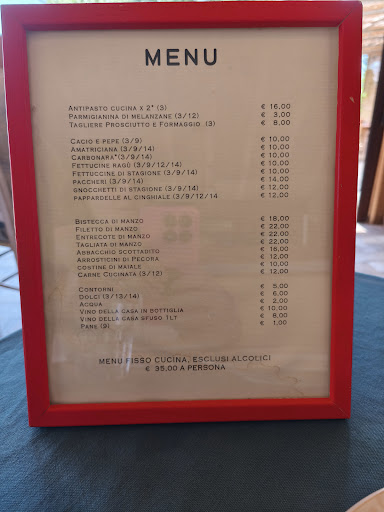 MENU
ANTIPASTO CUCINA X 2* (3) € 16,00
PARMIGIANINA DI MELANZANE (3/12) € 3,00
TAGLIERE PROSCIUTTO E FORMAGGIO (3) € 8,00
CACIO E PEPE (3/9) € 10,00
AMATRICIANA (3/9/14) € 10,00
CARBONARA*(3/9/14) € 10,00
FETTUCINE RAGÙ (3/9/12/14) € 10,00
FETTUCCINE DI STAGIONE (3/9/14) € 10,00
PACCHERI (3/9/14) € 14,00
GNOCCHETTI DI STAGIONE (3/9/14) € 12,00
PAPPARDELLE AL CINGHIALE (3/9/12/14 € 12,00
BISTECCA DI MANZO € 18,00
FILETTO DI MANZO € 22,00
ENTRECOTE DI MANZO € 22,00
TAGLIATA DI MANZO € 22,00
ABBACCHIO SCOTTADITO € 16,00
ARROSTICINI DI PECORA € 12,00
COSTINE DI MAIALE € 10,00
CARNE CUCINATA (3/12) € 12,00
CONTORNI € 5,00
DOLCI (3/13/14) € 6,00
ACQUA € 2,00
VINO DELLA CASA IN BOTTIGLIA € 10,00
VINO DELLA CASA SFUSO 1LT € 8,00
PANE (9) € 1,00
MENU FISSO CUCINA, ESCLUSI ALCOLICI
€ 35,00 A PERSONA